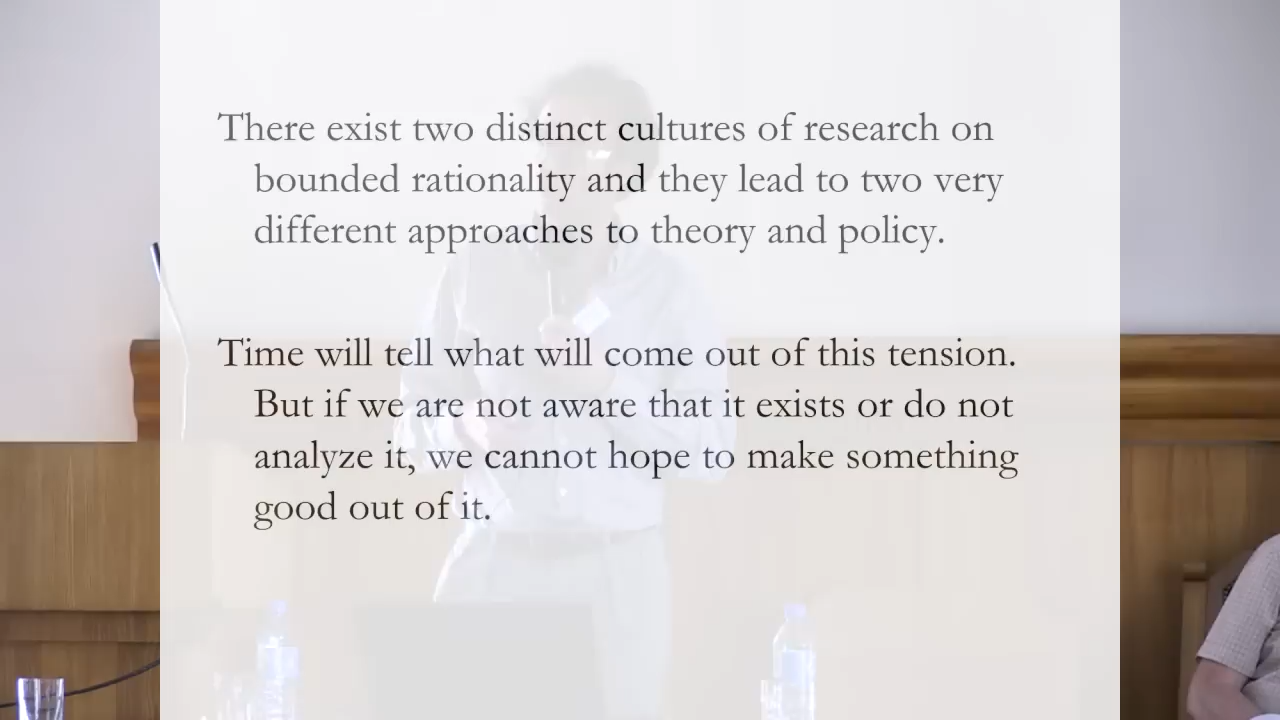 There exist two distinct cultures of research on
bounded rationality and they lead to two very
different approaches to theory and policy.
Time will tell what will come out of this tension.
But if we are not aware that it exists or do not
analyze it, we cannot hope to make something
good out of it.